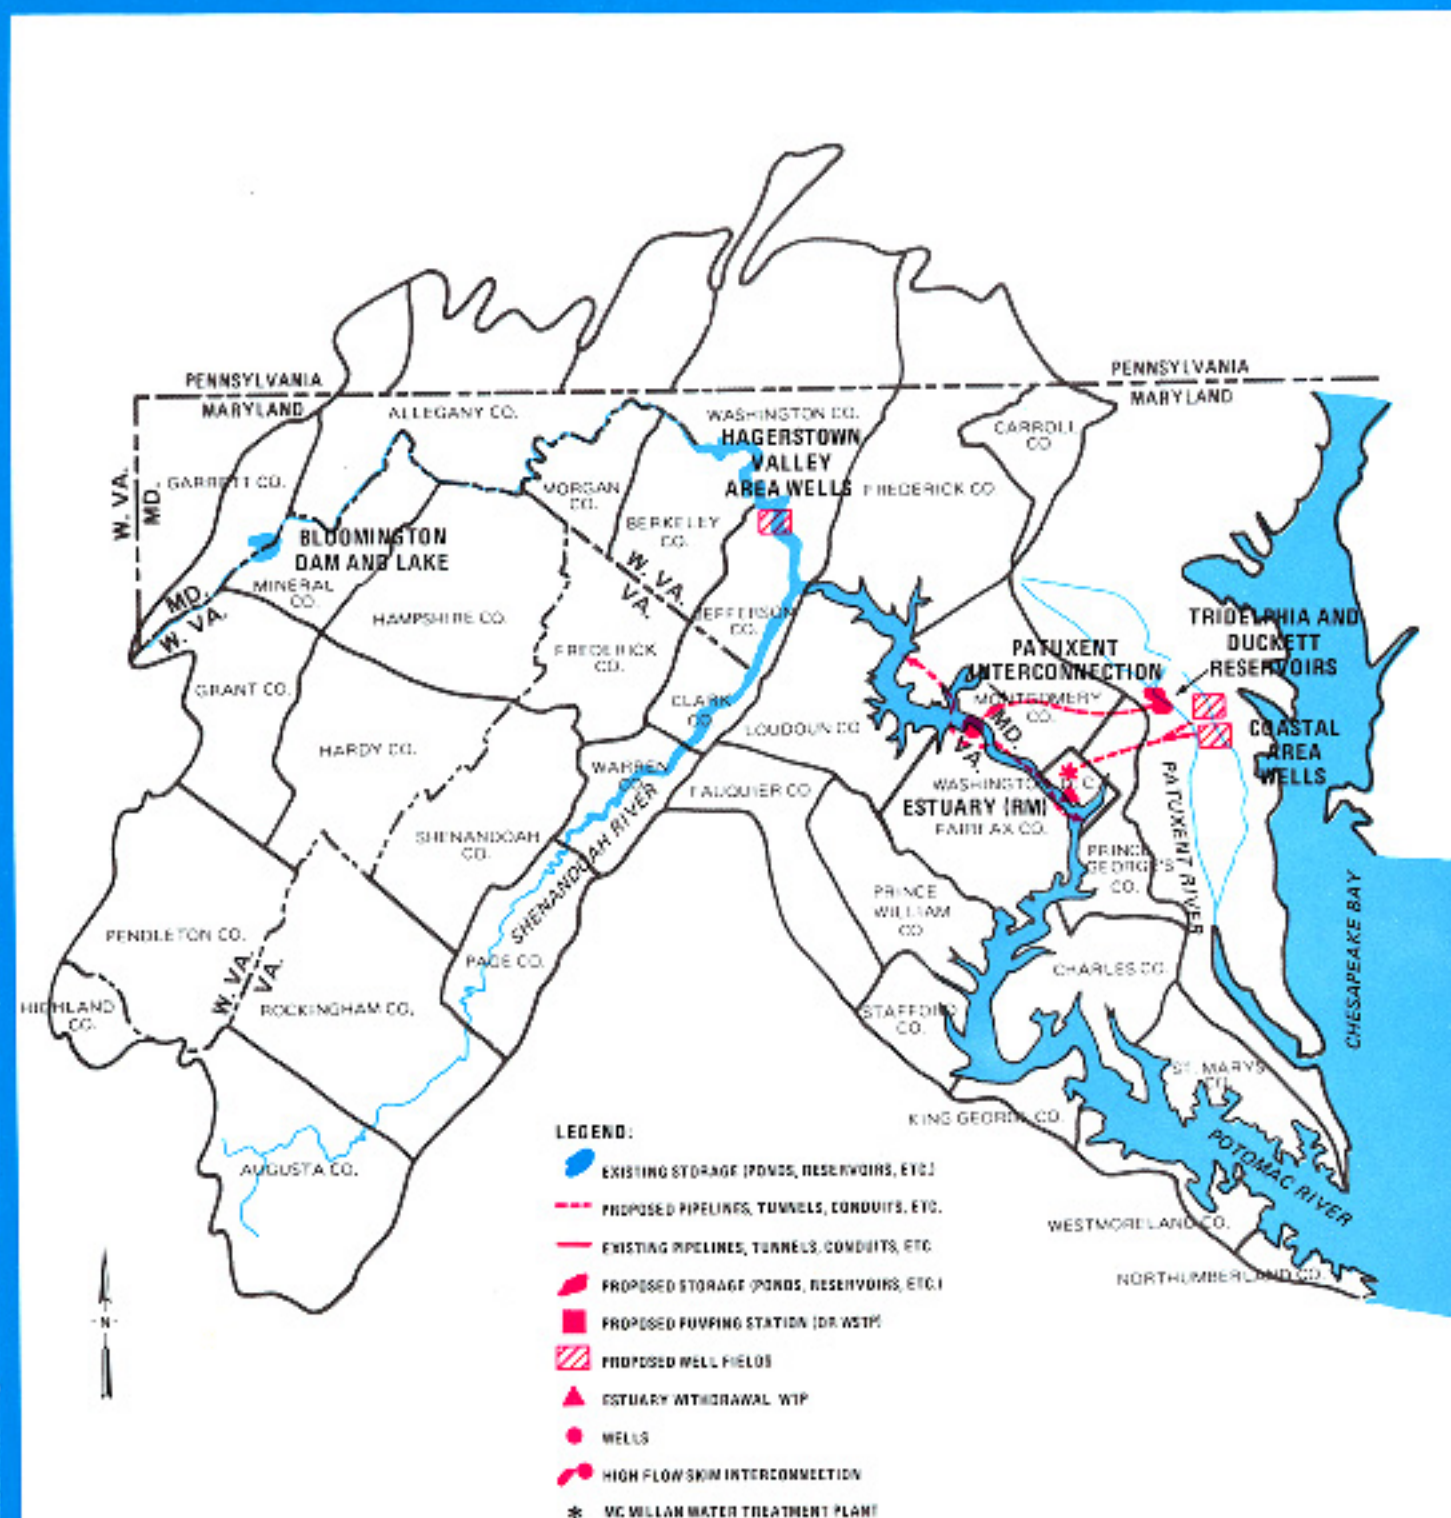 PENNSYLVANIA
MARYLAND
PENNSYLVANIA
MARYLAND
ALLEGANY CO.
WASHINGTON CO.
HAGERSTOWN
VALLEY
AREA WELLS
CARROLL
CO
W. VA.
MD.
GARRETT CO.
MORGAN
CO.
FREDERICK CO.
BERKELEY
CO.
BLOOMINGTON
DAM AND LAKE
MINERAL
CO.
MD.
W. VA.
HAMPSHIRE CO.
W. VA.
VA.
JEFFERSON
CO.
TRIDELPHIA AND
DUCKETT
RESERVOIRS
FREDERICK
CO.
PATUXENT
INTERCONNECTION
MONTGOMERY
CO.
GRANT CO.
CLARK
CO
LOUDOUN CO.
MD.
VA.
COASTAL
AREA
WELLS
HARDY CO.
WARREN
CO.
FAUQUIER CO.
WASHINGTON D.C.
ESTUARY (RM)
FAIRFAX CO.
PATUXENT RIVER
SHENANDOAH
CO.
SHENANDOAH RIVER
PRINCE
GEORGE'S
CO.
PRINCE
WILLIAM
CO
CHESAPEAKE BAY
PENDLETON CO.
W. VA.
VA.
PAGE CO.
CHARLES CO.
HIGHLAND
CO.
ROCKINGHAM CO.
STAFFORD
CO.
ST. MARYS
CO.
KING GEORGE CO.
POTOMAC RIVER
AUGUSTA CO.
WESTMORELAND CO.
NORTHUMBERLAND CO.
-N-
LEGEND:
EXISTING STORAGE (PONDS, RESERVOIRS, ETC.)
PROPOSED PIPELINES, TUNNELS, CONDUITS, ETC.
EXISTING PIPELINES, TUNNELS, CONDUITS, ETC
PROPOSED STORAGE (PONDS, RESERVOIRS, ETC.)
PROPOSED PUMPING STATION (OR WSTP)
PROPOSED WELL FIELDS
ESTUARY WITHDRAWAL WTP
WELLS
HIGH FLOW SKIM INTERCONNECTION
* MC MILLAN WATER TREATMENT PLANT